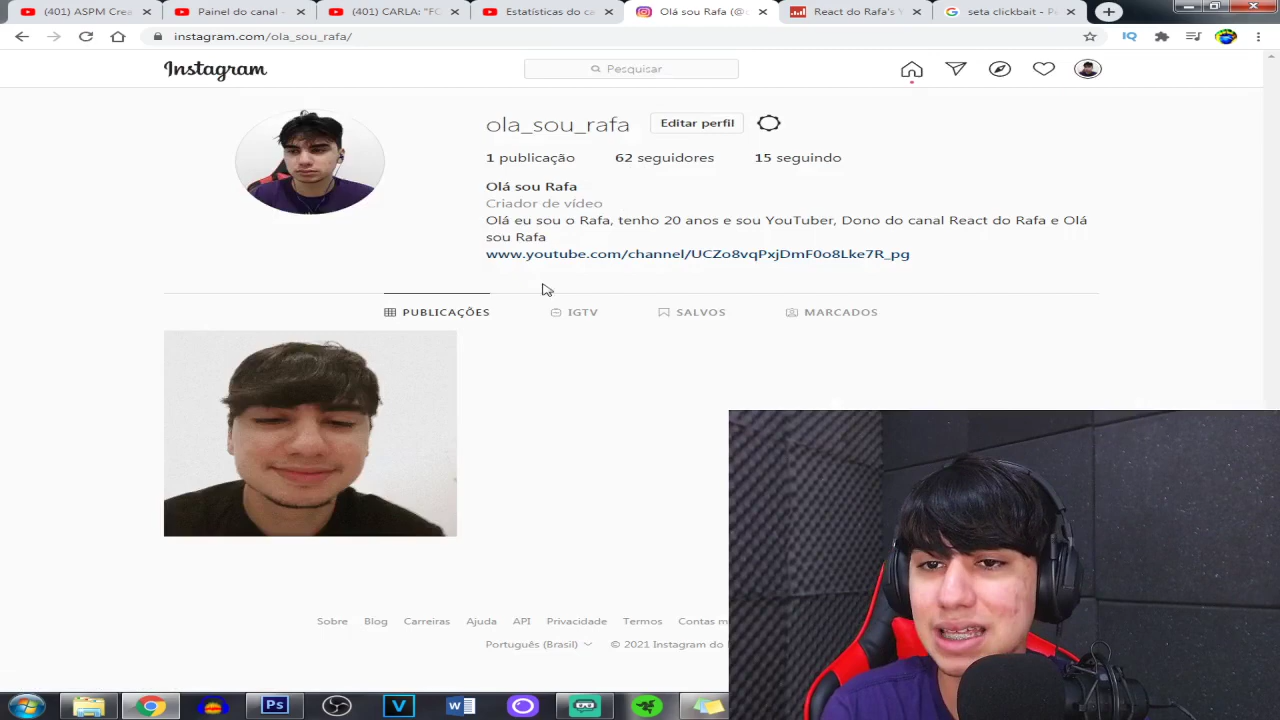 (401) ASPM Crea
Painel do canal -
(401) CARLA: "FC
Estatísticas do ca
Olá sou Rafa (@
React do Rafa's Y
seta clickbait - P
instagram.com/ola_sou_rafa/
IQ
Instagram
Pesquisar
ola_sou_rafa
Editar perfil
1 publicação 62 seguidores 15 seguindo
Olá sou Rafa
Criador de vídeo
Olá eu sou o Rafa, tenho 20 anos e sou YouTuber, Dono do canal React do Rafa e Olá
sou Rafa
www.youtube.com/channel/UCZo8vqPxjDmF0o8Lke7R_pg
PUBLICAÇÕES IGTV SALVOS MARCADOS
Sobre Blog Carreiras Ajuda API Privacidade Termos Contas m
Português (Brasil) © 2021 Instagram do
Ps
V
W